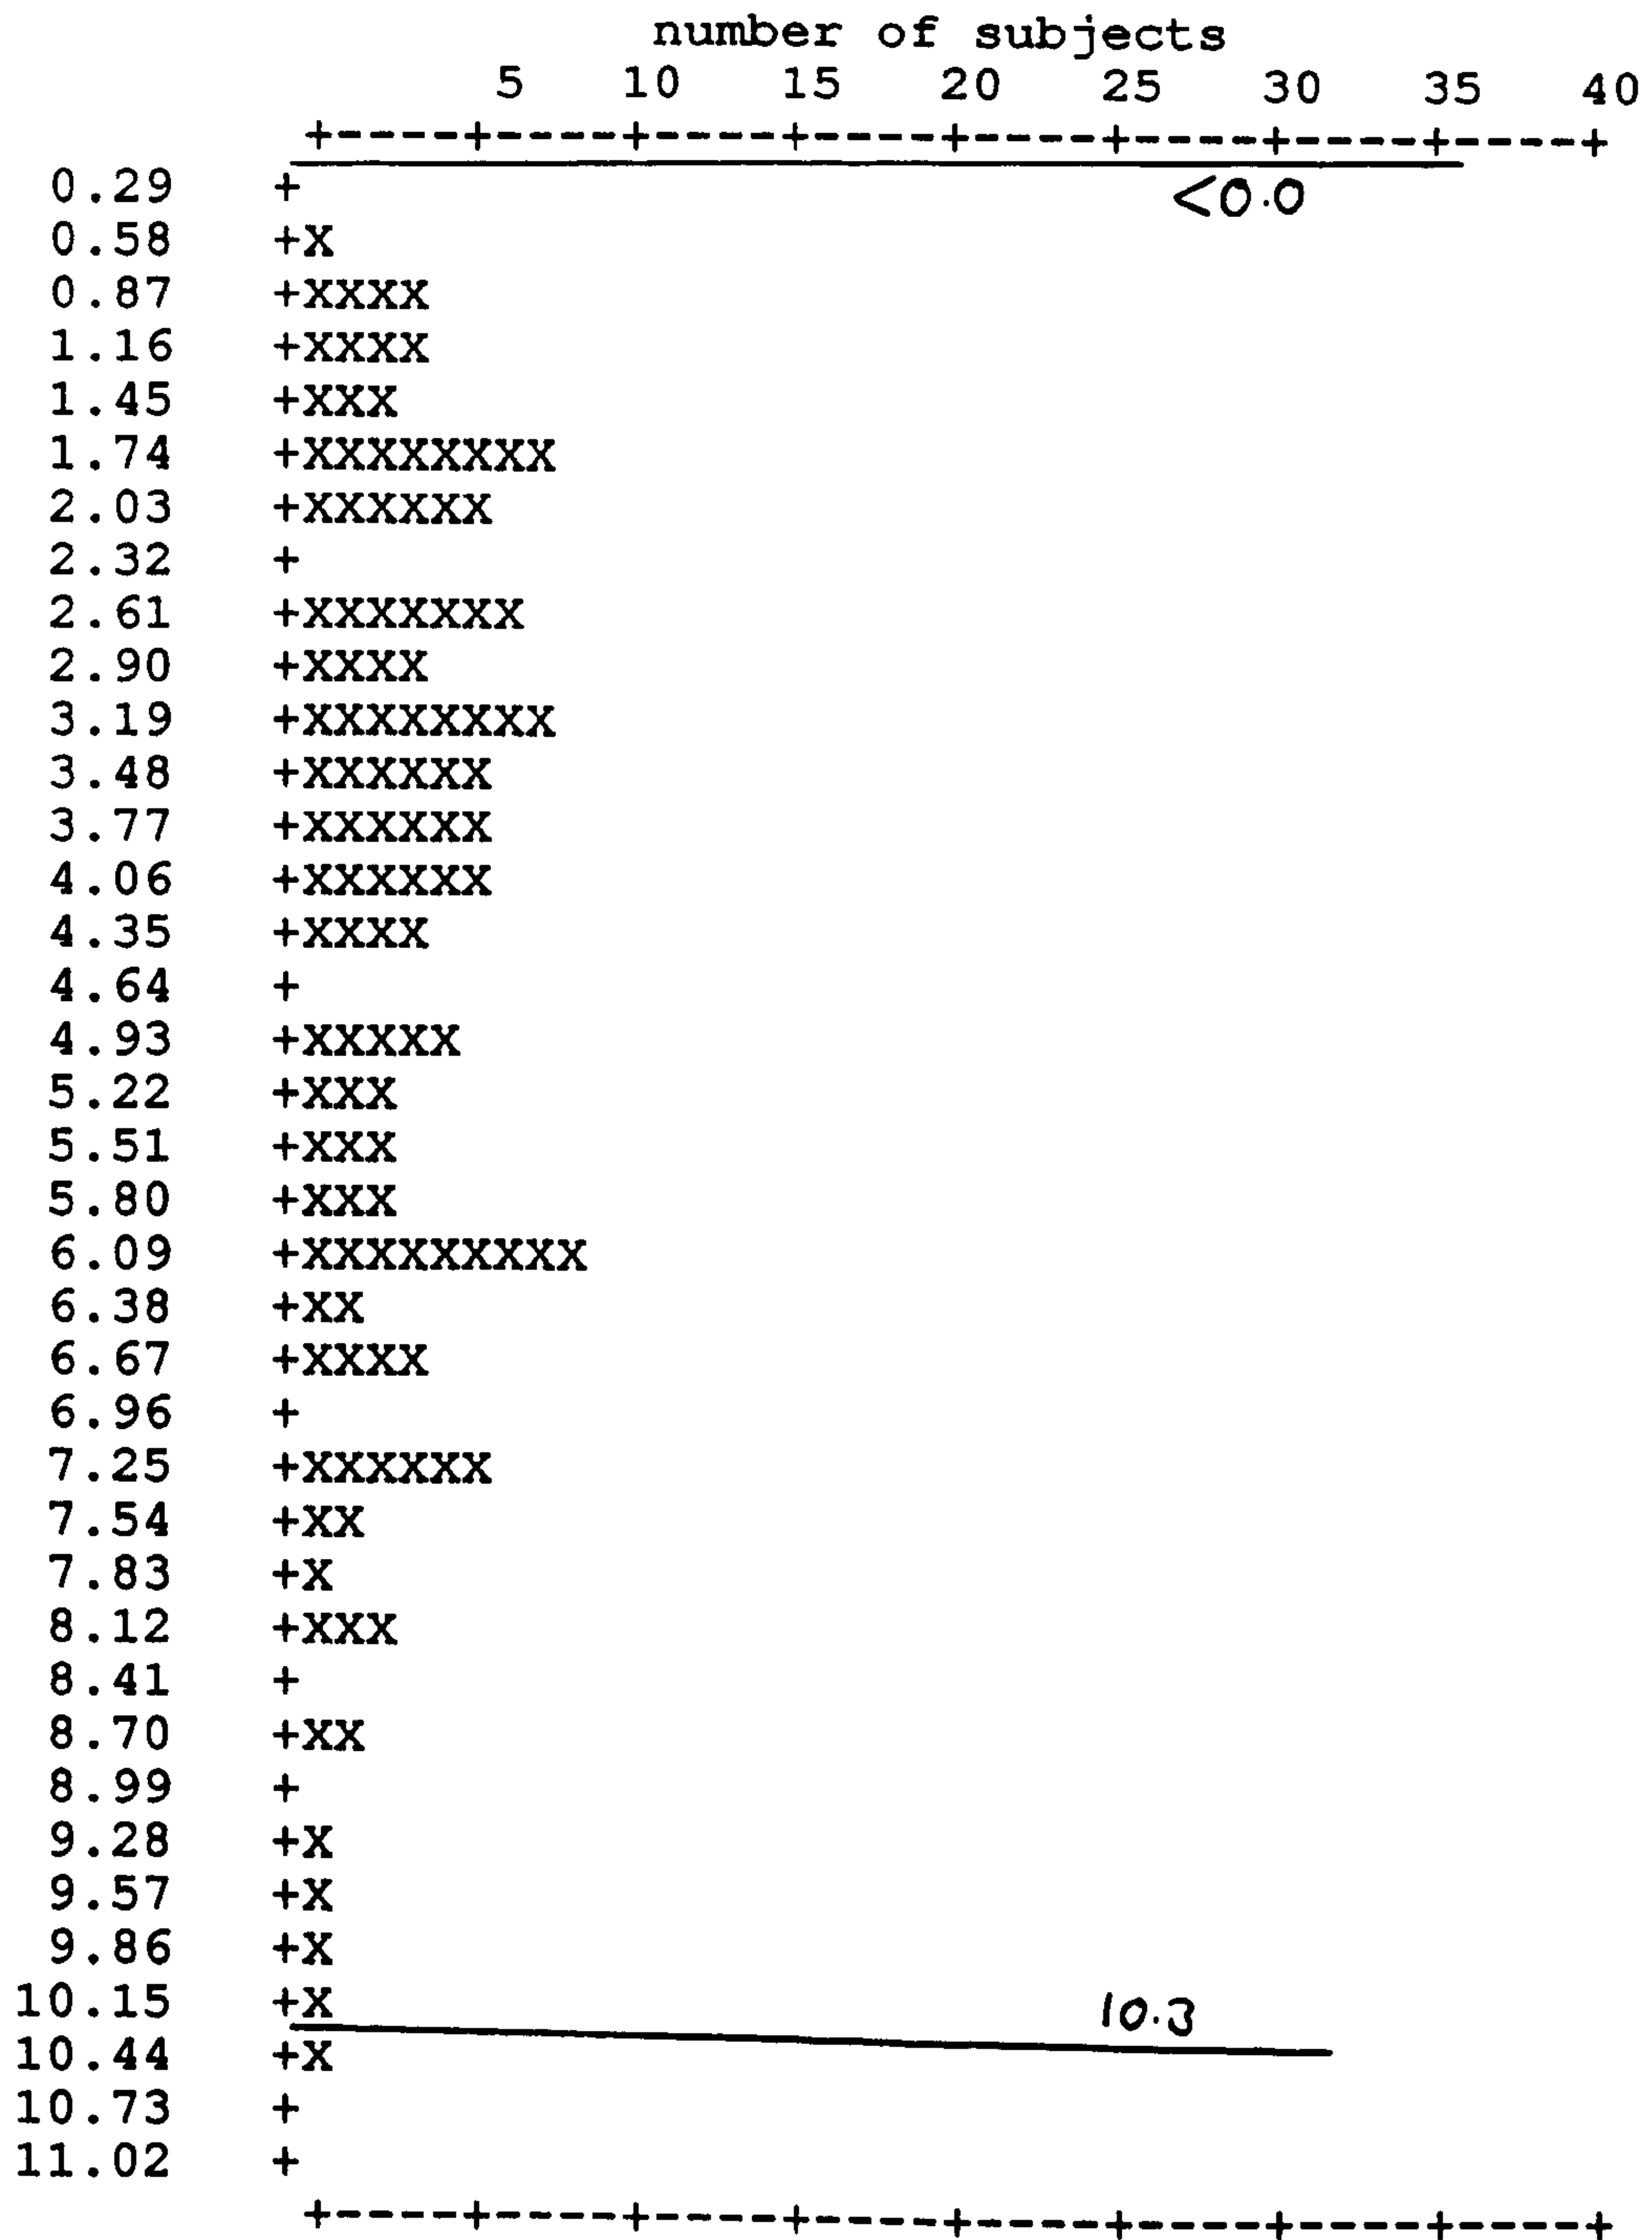 number of subjects
5 10 15 20 25 30 35 40
+----+----+----+----+----+----+----+----+
0.29 +
<0.0
0.58 +X
0.87 +XXXX
1.16 +XXXX
1.45 +XXX
1.74 +XXXXXXXX
2.03 +XXXXXX
2.32 +
2.61 +XXXXXXX
2.90 +XXXX
3.19 +XXXXXXXX
3.48 +XXXXXX
3.77 +XXXXXX
4.06 +XXXXXX
4.35 +XXXX
4.64 +
4.93 +XXXXX
5.22 +XXX
5.51 +XXX
5.80 +XXX
6.09 +XXXXXXXXX
6.38 +XX
6.67 +XXXX
6.96 +
7.25 +XXXXXX
7.54 +XX
7.83 +X
8.12 +XXX
8.41 +
8.70 +XX
8.99 +
9.28 +X
9.57 +X
9.86 +X
10.15 +X
10.3
10.44 +X
10.73 +
11.02 +
+----+----+----+----+----+----+----+----+